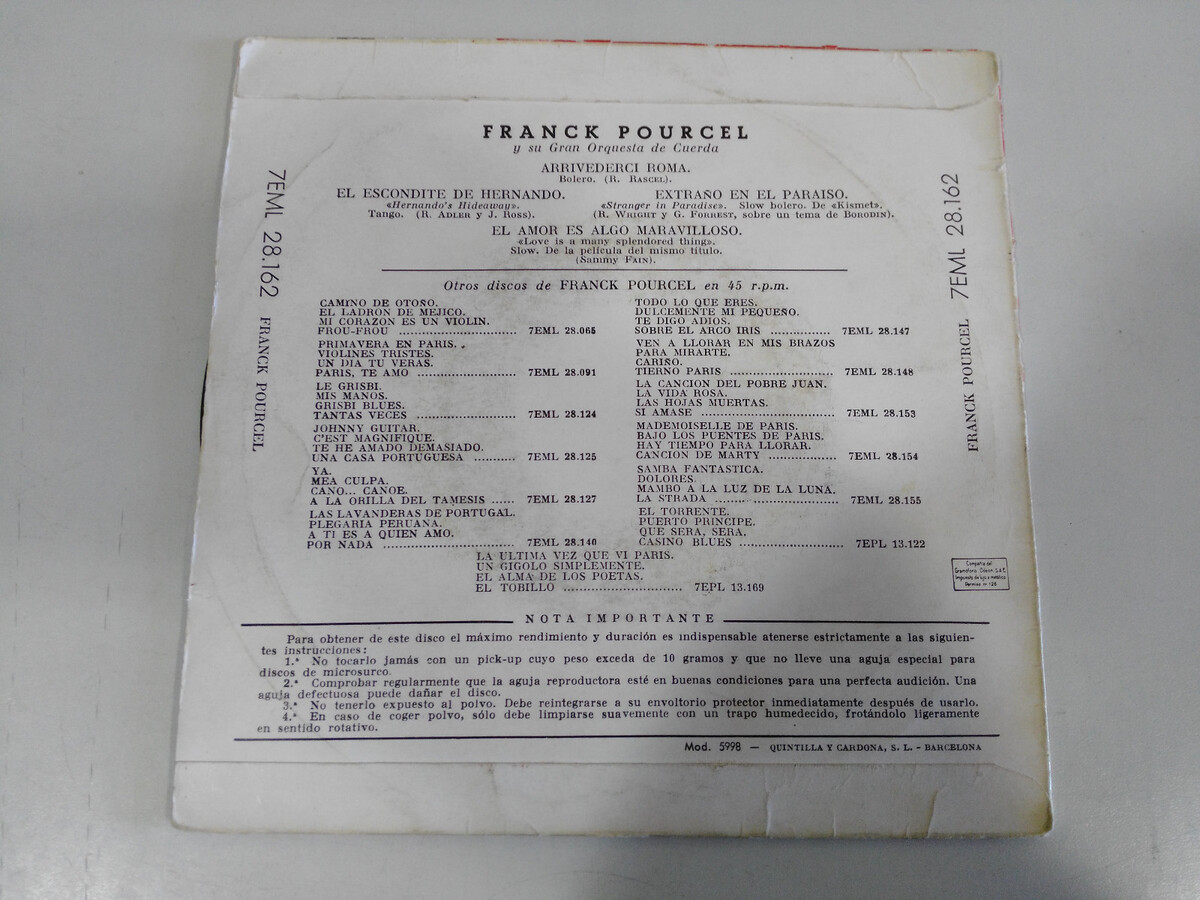 FRANCK POURCEL
y su Gran Orquesta de Cuerda
ARRIVEDERCI ROMA.
Bolero. (R. RASCEL).
EL ESCONDITE DE HERNANDO.
«Hernando's Hideaway».
Tango. (R. ADLER y J. ROSS).
EXTRAÑO EN EL PARAISO.
«Stranger in Paradise». Slow bolero. De «Kismet».
(R. WRIGHT y G. FORREST, sobre un tema de BORODIN).
EL AMOR ES ALGO MARAVILLOSO.
«Love is a many splendored thing».
Slow. De la película del mismo título.
(Sammy FAIN).
7EML 28.162 FRANCK POURCEL
Otros discos de FRANCK POURCEL en 45 r.p.m.
CAMINO DE OTOÑO.
EL LADRON DE MEJICO.
MI CORAZON ES UN VIOLIN.
FROU-FROU ........................ 7EML 28.065
PRIMAVERA EN PARIS.
VIOLINES TRISTES.
UN DIA TU VERAS.
PARIS, TE AMO ..................... 7EML 28.091
LE GRISBI.
MIS MANOS.
GRISBI BLUES.
TANTAS VECES ..................... 7EML 28.124
JOHNNY GUITAR.
C'EST MAGNIFIQUE.
TE HE AMADO DEMASIADO.
UNA CASA PORTUGUESA ........... 7EML 28.125
YA.
MEA CULPA.
CANO... CANOE.
A LA ORILLA DEL TAMESIS ...... 7EML 28.127
LAS LAVANDERAS DE PORTUGAL.
PLEGARIA PERUANA.
A TI ES A QUIEN AMO.
POR NADA ........................... 7EML 28.140
TODO LO QUE ERES.
DULCEMENTE MI PEQUEÑO.
TE DIGO ADIOS.
SOBRE EL ARCO IRIS ............... 7EML 28.147
VEN A LLORAR EN MIS BRAZOS
PARA MIRARTE.
CARIÑO.
TIERNO PARIS ..................... 7EML 28.148
LA CANCION DEL POBRE JUAN.
LA VIDA ROSA.
LAS HOJAS MUERTAS.
SI AMASE ........................... 7EML 28.153
MADEMOISELLE DE PARIS.
BAJO LOS PUENTES DE PARIS.
HAY TIEMPO PARA LLORAR.
CANCION DE MARTY ................. 7EML 28.154
SAMBA FANTASTICA.
DOLORES.
MAMBO A LA LUZ DE LA LUNA.
LA STRADA ........................ 7EML 28.155
EL TORRENTE.
PUERTO PRINCIPE.
QUE SERA, SERA.
CASINO BLUES ..................... 7EPL 13.122
LA ULTIMA VEZ QUE VI PARIS.
UN GIGOLO SIMPLEMENTE.
EL ALMA DE LOS POETAS.
EL TOBILLO ........................ 7EPL 13.169
7EML 28.162 FRANCK POURCEL
Compañía del
Gramófono Odeon S.A.E.
Impuesto de lujo a metálico
Permiso nº 125
NOTA IMPORTANTE
Para obtener de este disco el máximo rendimiento y duración es indispensable atenerse estrictamente a las siguien-
tes instrucciones:
1.ª No tocarlo jamás con un pick-up cuyo peso exceda de 10 gramos y que no lleve una aguja especial para
discos de microsurco.
2.ª Comprobar regularmente que la aguja reproductora esté en buenas condiciones para una perfecta audición. Una
aguja defectuosa puede dañar el disco.
3.ª No tenerlo expuesto al polvo. Debe reintegrarse a su envoltorio protector inmediatamente después de usarlo.
4.ª En caso de coger polvo, sólo debe limpiarse suavemente con un trapo humedecido, frotándolo ligeramente
en sentido rotativo.
Mod. 5998 — QUINTILLA Y CARDONA, S. L. - BARCELONA